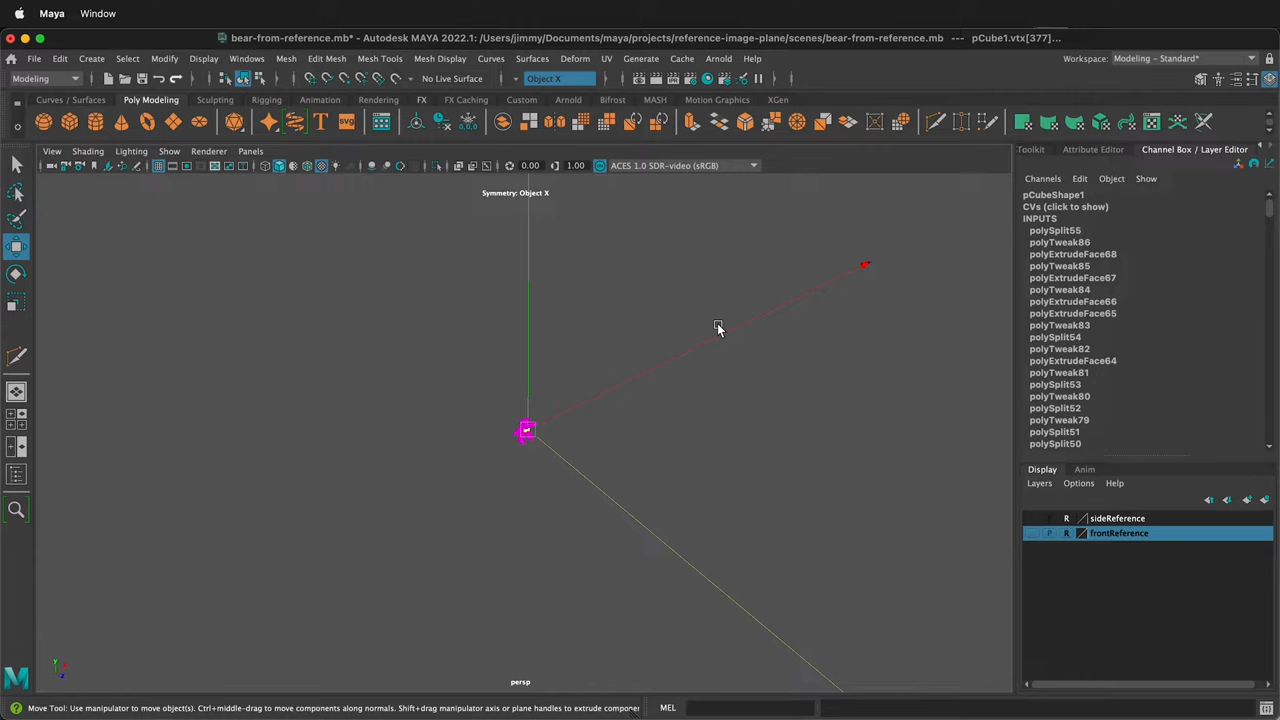 Maya Window
bear-from-reference.mb* - Autodesk MAYA 2022.1: /Users/jimmy/Documents/maya/projects/reference-image-plane/scenes/bear-from-reference.mb --- pCube1.vtx[377]...
File Edit Create Select Modify Display Windows Mesh Edit Mesh Mesh Tools Mesh Display Curves Surfaces Deform UV Generate Cache Arnold Help Workspace: Modeling - Standard*
Modeling No Live Surface Object X
Curves / Surfaces Poly Modeling Sculpting Rigging Animation Rendering FX FX Caching Custom Arnold Bifrost MASH Motion Graphics XGen
T SVG 0,0,0
View Shading Lighting Show Renderer Panels Toolkit Attribute Editor Channel Box / Layer Editor
0.00 1.00 ACES 1.0 SDR-video (sRGB)
Channels Edit Object Show
Symmetry: Object X
pCubeShape1
CVs (click to show)
INPUTS
polySplit55
polyTweak86
polyExtrudeFace68
polyTweak85
polyExtrudeFace67
polyTweak84
polyExtrudeFace66
polyExtrudeFace65
polyTweak83
polySplit54
polyTweak82
polyExtrudeFace64
polyTweak81
polySplit53
polyTweak80
polySplit52
polyTweak79
polySplit51
polySplit50
Display Anim
Layers Options Help
R sideReference
P R frontReference
persp
Move Tool: Use manipulator to move object(s). Ctrl+middle-drag to move components along normals. Shift+drag manipulator axis or plane handles to extrude componen
MEL